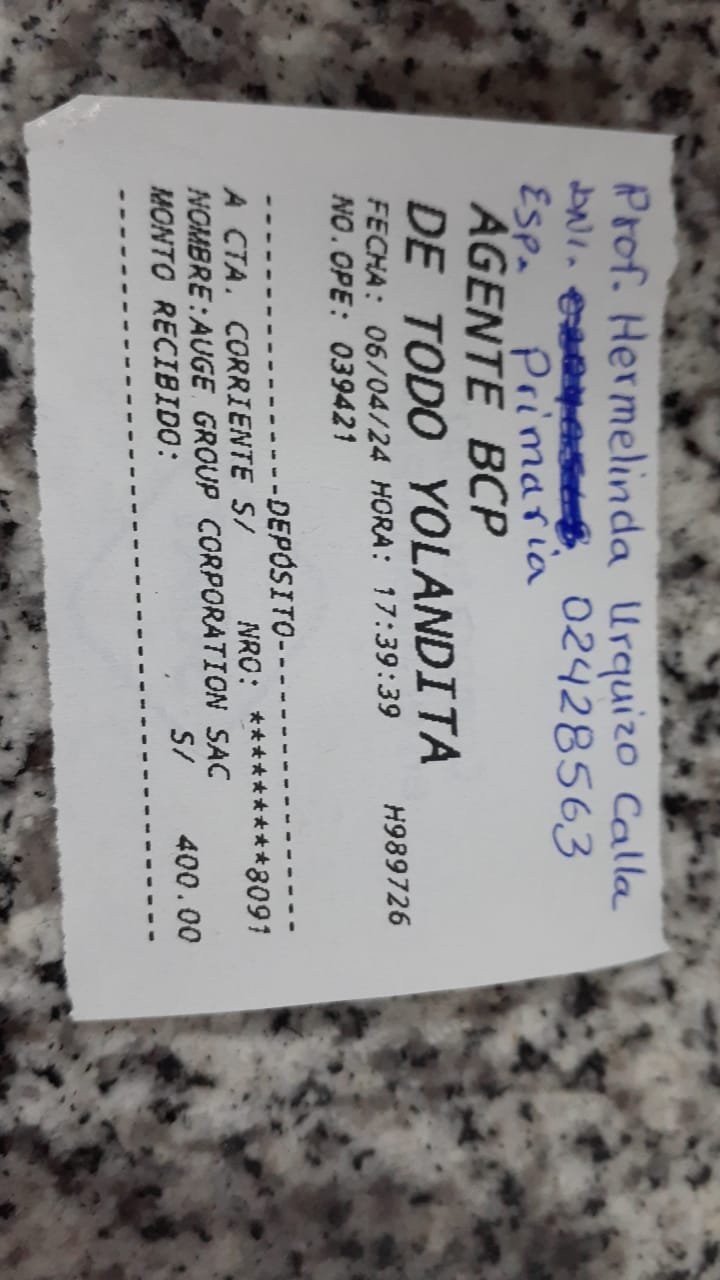 Prof. Hermelinda Urquizo Calla
DNI. 02428563
Esp. Primaria
AGENTE BCP
DE TODO YOLANDITA
FECHA: 06/04/24 HORA: 17:39:39 H989726
NO.OPE: 039421
--------------------DEPÓSITO--------------------
A CTA. CORRIENTE S/ NRO: *********8091
NOMBRE:AUGE GROUP CORPORATION SAC
MONTO RECIBIDO: S/ 400.00
------------------------------------------------